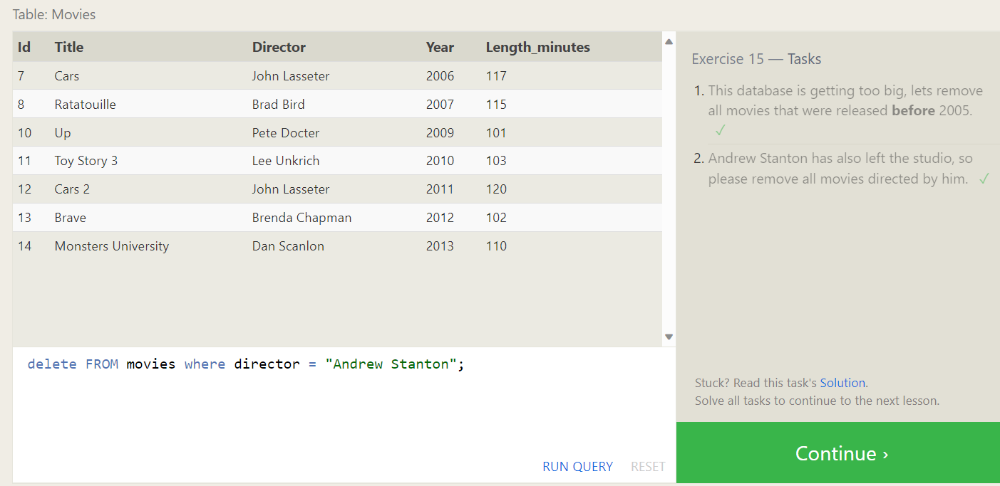 Table: Movies
Id Title Director Year Length_minutes
7 Cars John Lasseter 2006 117
8 Ratatouille Brad Bird 2007 115
10 Up Pete Docter 2009 101
11 Toy Story 3 Lee Unkrich 2010 103
12 Cars 2 John Lasseter 2011 120
13 Brave Brenda Chapman 2012 102
14 Monsters University Dan Scanlon 2013 110
delete FROM movies where director = "Andrew Stanton";
RUN QUERY RESET
Exercise 15 — Tasks
1. This database is getting too big, lets remove
all movies that were released before 2005.
✓
2. Andrew Stanton has also left the studio, so
please remove all movies directed by him. ✓
Stuck? Read this task's Solution.
Solve all tasks to continue to the next lesson.
Continue ›